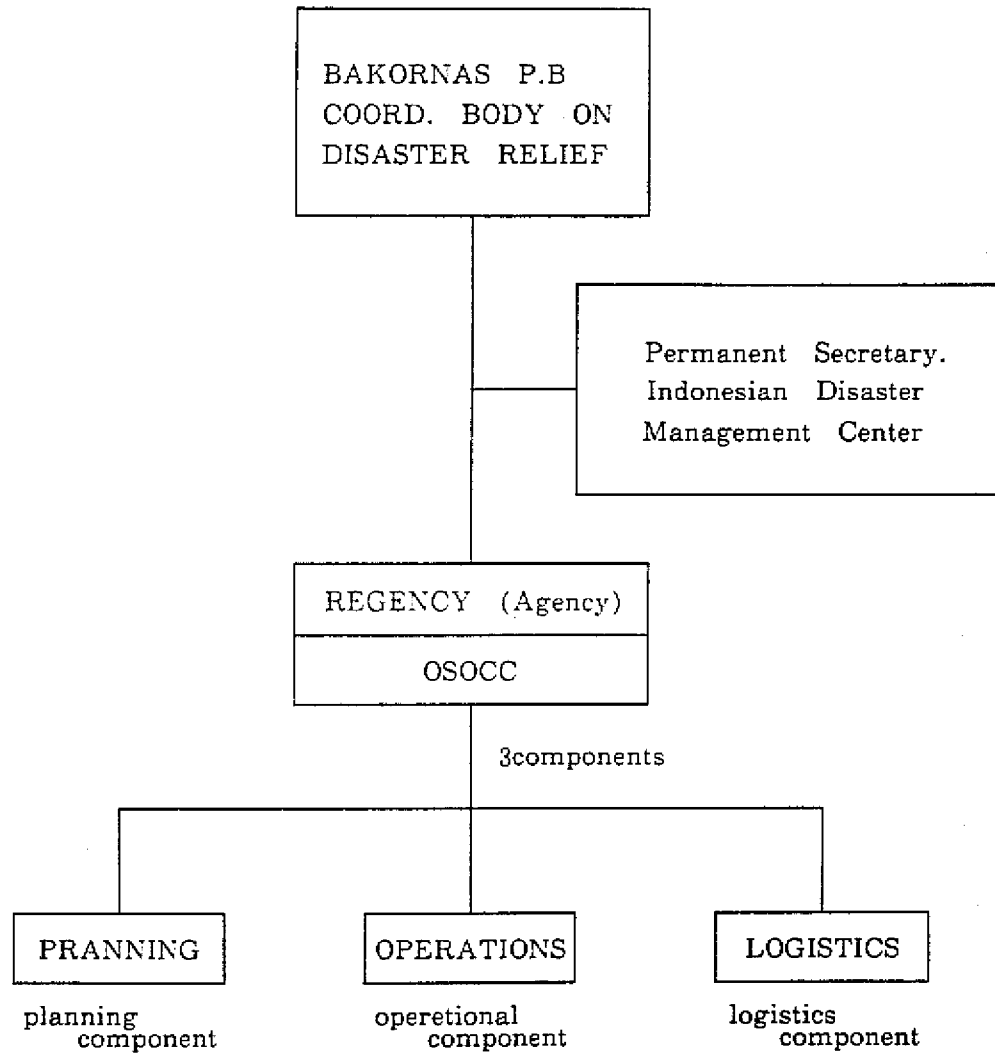 BAKORNAS P.B
COORD. BODY ON
DISASTER RELIEF
Permanent Secretary.
Indonesian Disaster
Management Center
REGENCY (Agency)
OSOCC
3components
PRANNING
OPERATIONS
LOGISTICS
planning
component
operetional
component
logistics
component